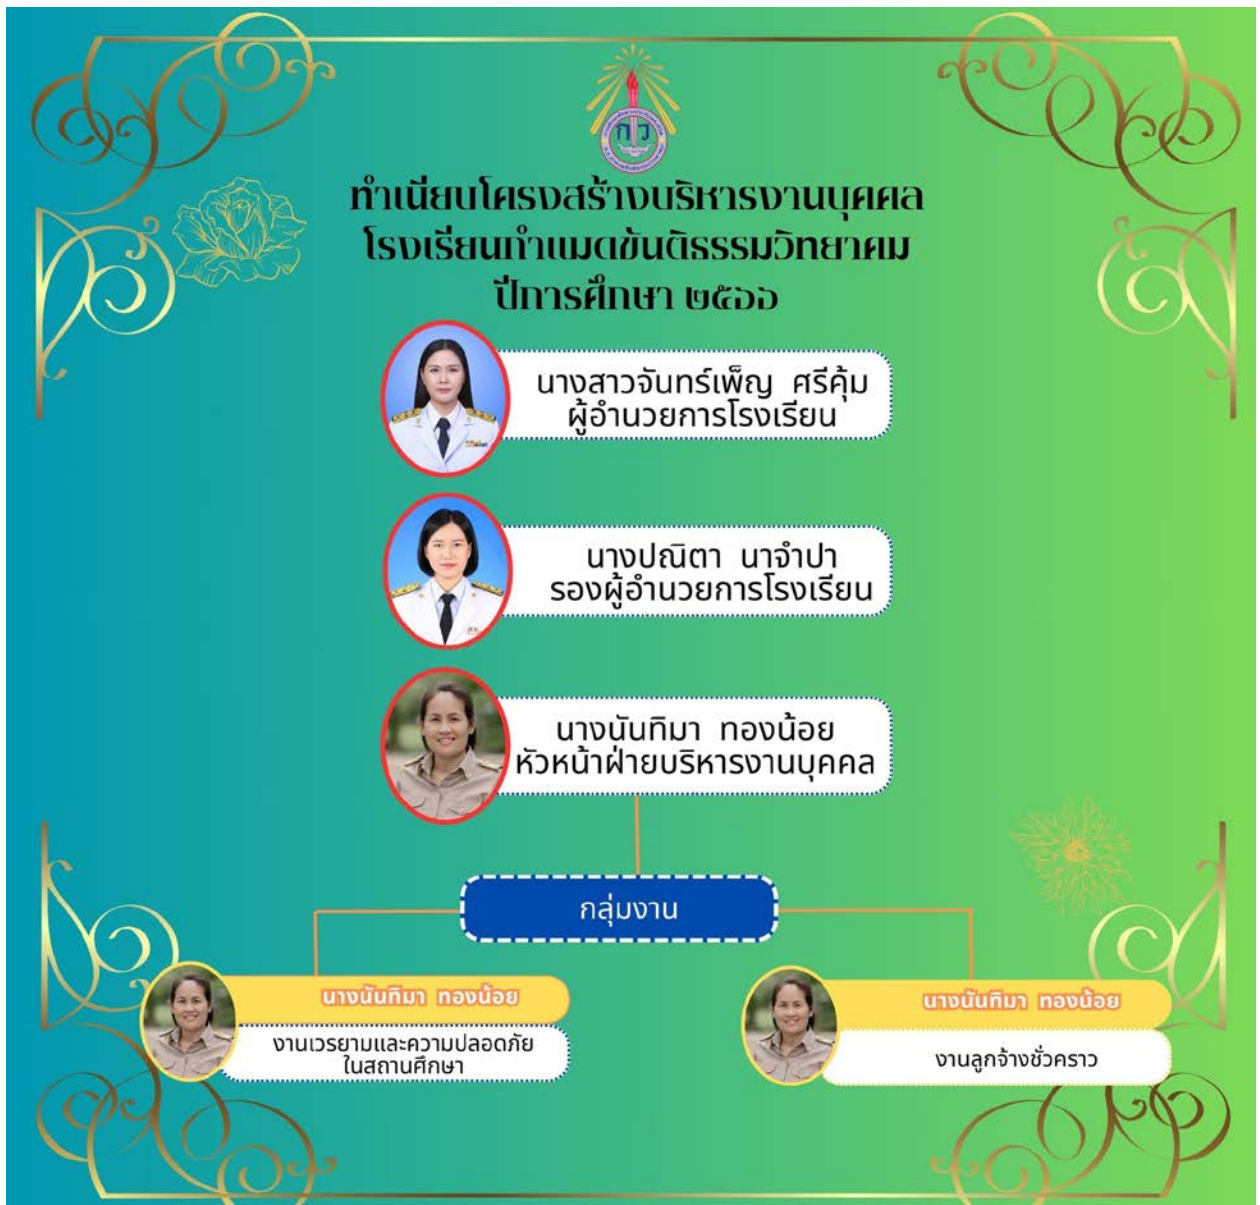 ก ว
ทำเนียบโครงสร้างบริหารงานบุคคล
โรงเรียนกำแมดขันติธรรมวิทยาคม
ปีการศึกษา ๒๕๖๖
นางสาวจันทร์เพ็ญ ศรีคุ้ม
ผู้อำนวยการโรงเรียน
นางปณิตา นาจำปา
รองผู้อำนวยการโรงเรียน
นางนันทิมา ทองน้อย
หัวหน้าฝ่ายบริหารงานบุคคล
กลุ่มงาน
นางนันทิมา ทองน้อย
งานเวรยามและความปลอดภัย
ในสถานศึกษา
นางนันทิมา ทองน้อย
งานลูกจ้างชั่วคราว